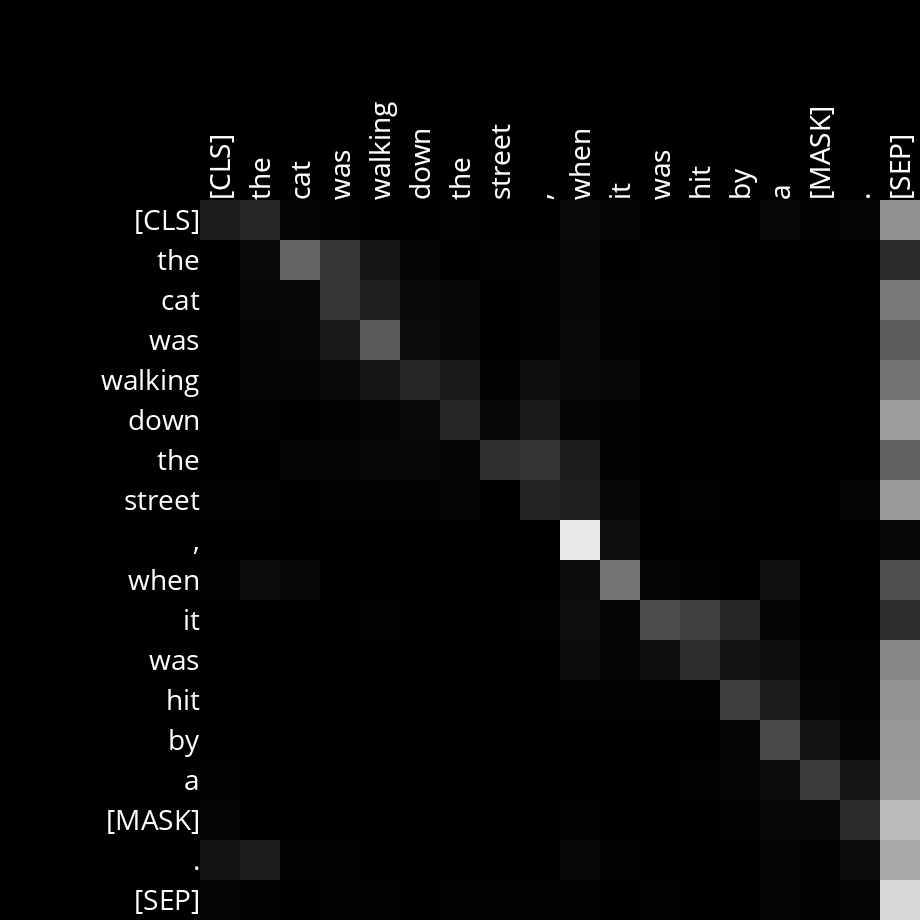 [CLS] the cat was walking down the street , when it was hit by a [MASK] . [SEP]
[CLS]
the
cat
was
walking
down
the
street
,
when
it
was
hit
by
a
[MASK]
.
[SEP]